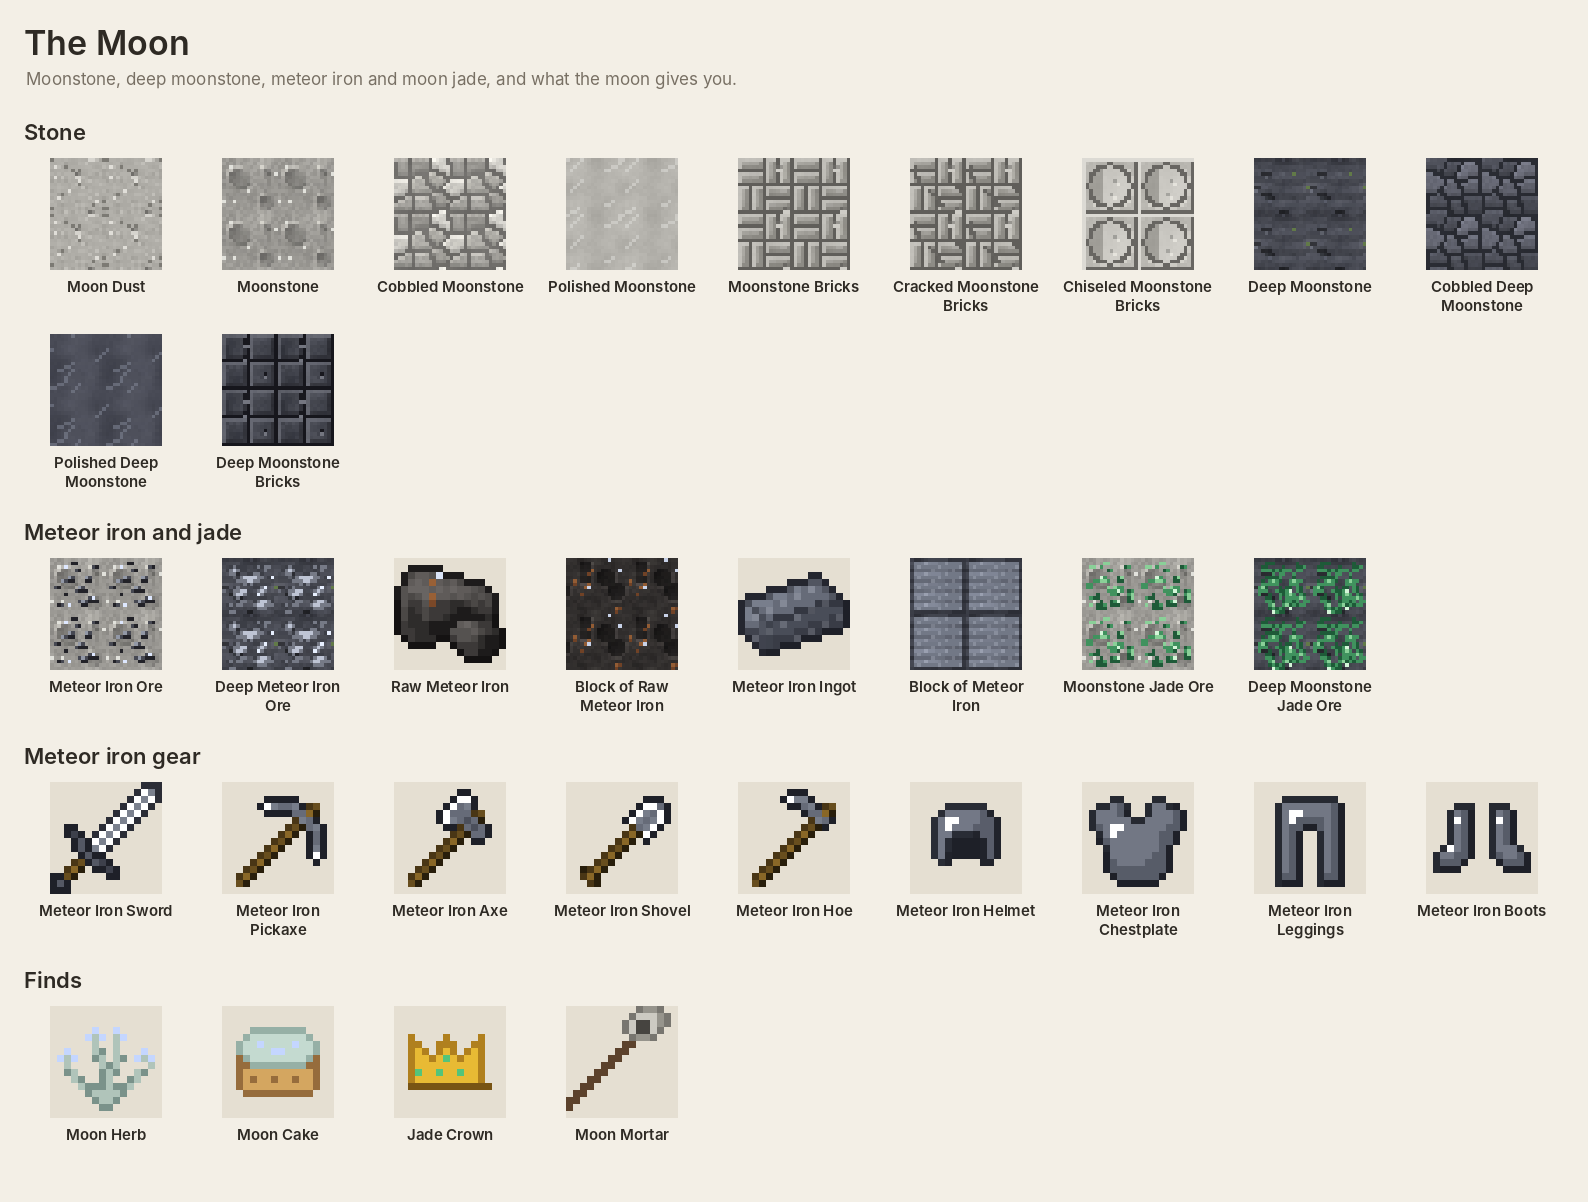 The Moon
Moonstone, deep moonstone, meteor iron and moon jade, and what the moon gives you.
Stone
Moon Dust
Moonstone
Cobbled Moonstone
Polished Moonstone
Moonstone Bricks
Cracked Moonstone
Bricks
Chiseled Moonstone
Bricks
Deep Moonstone
Cobbled Deep
Moonstone
Polished Deep
Moonstone
Deep Moonstone
Bricks
Meteor iron and jade
Meteor Iron Ore
Deep Meteor Iron
Ore
Raw Meteor Iron
Block of Raw
Meteor Iron
Meteor Iron Ingot
Block of Meteor
Iron
Moonstone Jade Ore
Deep Moonstone
Jade Ore
Meteor iron gear
Meteor Iron Sword
Meteor Iron
Pickaxe
Meteor Iron Axe
Meteor Iron Shovel
Meteor Iron Hoe
Meteor Iron Helmet
Meteor Iron
Chestplate
Meteor Iron
Leggings
Meteor Iron Boots
Finds
Moon Herb
Moon Cake
Jade Crown
Moon Mortar